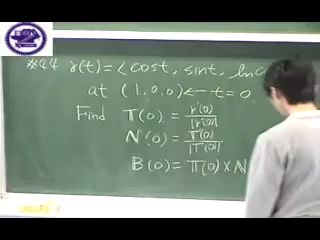 #44 r(t) = < cost, sint, ln
at (1, 0, 0) ← t = 0
Find T(0) = r'(0) / |r'(0)|
N(0) = T'(0) / |T'(0)|
B(0) = T(0) × N